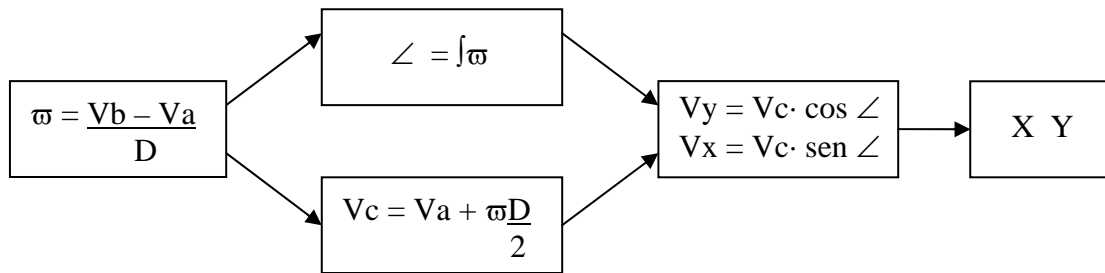 ϖ = Vb – Va
D
∠ = ∫ϖ
Vc = Va + ϖD
2
Vy = Vc· cos ∠
Vx = Vc· sen ∠
X Y